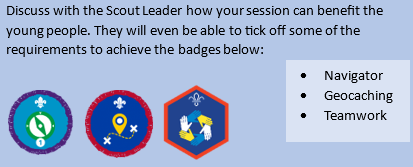 Discuss with the Scout Leader how your session can benefit the
young people. They will even be able to tick off some of the
requirements to achieve the badges below:
• Navigator
• Geocaching
• Teamwork
1